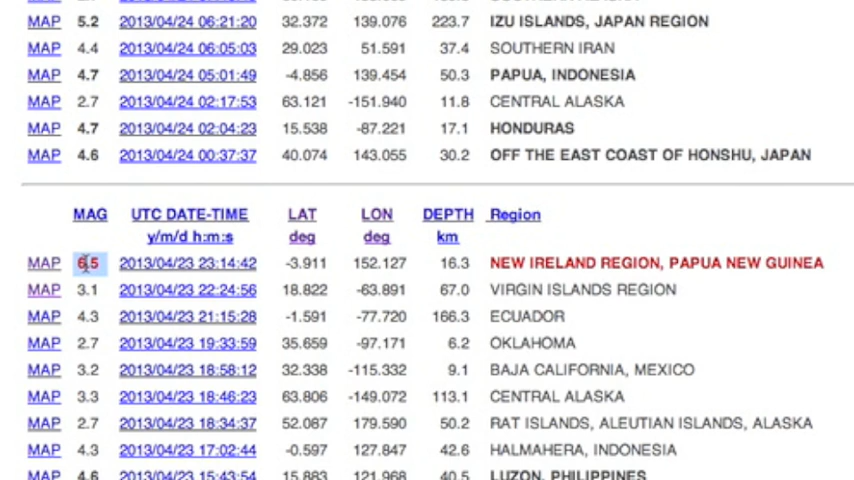 MAP 5.2 2013/04/24 06:21:20 32.372 139.076 223.7 IZU ISLANDS, JAPAN REGION
MAP 4.4 2013/04/24 06:05:03 29.023 51.591 37.4 SOUTHERN IRAN
MAP 4.7 2013/04/24 05:01:49 -4.856 139.454 50.3 PAPUA, INDONESIA
MAP 2.7 2013/04/24 02:17:53 63.121 -151.940 11.8 CENTRAL ALASKA
MAP 4.7 2013/04/24 02:04:23 15.538 -87.221 17.1 HONDURAS
MAP 4.6 2013/04/24 00:37:37 40.074 143.055 30.2 OFF THE EAST COAST OF HONSHU, JAPAN
MAG UTC DATE-TIME LAT LON DEPTH Region
y/m/d h:m:s deg deg km
MAP 6.5 2013/04/23 23:14:42 -3.911 152.127 16.3 NEW IRELAND REGION, PAPUA NEW GUINEA
MAP 3.1 2013/04/23 22:24:56 18.822 -63.891 67.0 VIRGIN ISLANDS REGION
MAP 4.3 2013/04/23 21:15:28 -1.591 -77.720 166.3 ECUADOR
MAP 2.7 2013/04/23 19:33:59 35.659 -97.171 6.2 OKLAHOMA
MAP 3.2 2013/04/23 18:58:12 32.338 -115.332 9.1 BAJA CALIFORNIA, MEXICO
MAP 3.3 2013/04/23 18:46:23 63.806 -149.072 113.1 CENTRAL ALASKA
MAP 2.7 2013/04/23 18:34:37 52.087 179.590 50.2 RAT ISLANDS, ALEUTIAN ISLANDS, ALASKA
MAP 4.3 2013/04/23 17:02:44 -0.597 127.847 42.6 HALMAHERA, INDONESIA
MAP 4.6 2013/04/23 15:43:54 15.883 121.968 40.5 LUZON, PHILIPPINES